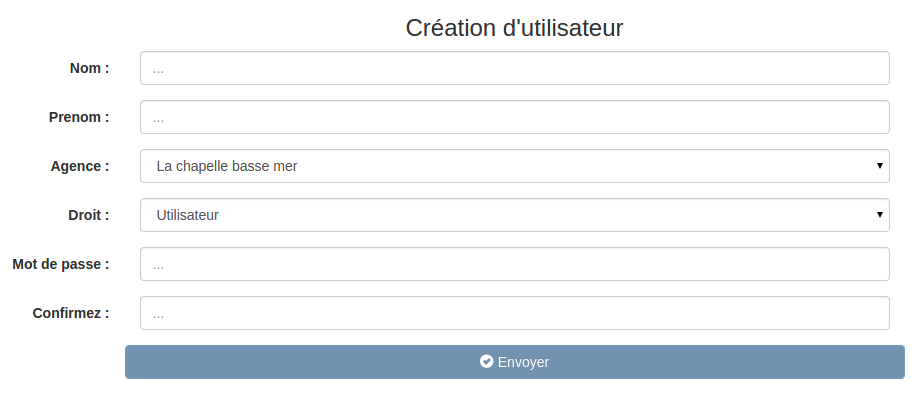 Création d'utilisateur
Nom : ...
Prenom : ...
Agence : La chapelle basse mer
Droit : Utilisateur
Mot de passe : ...
Confirmez : ...
Envoyer